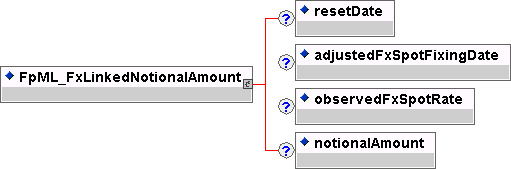 resetDate
adjustedFxSpotFixingDate
FpML_FxLinkedNotionalAmount
observedFxSpotRate
notionalAmount